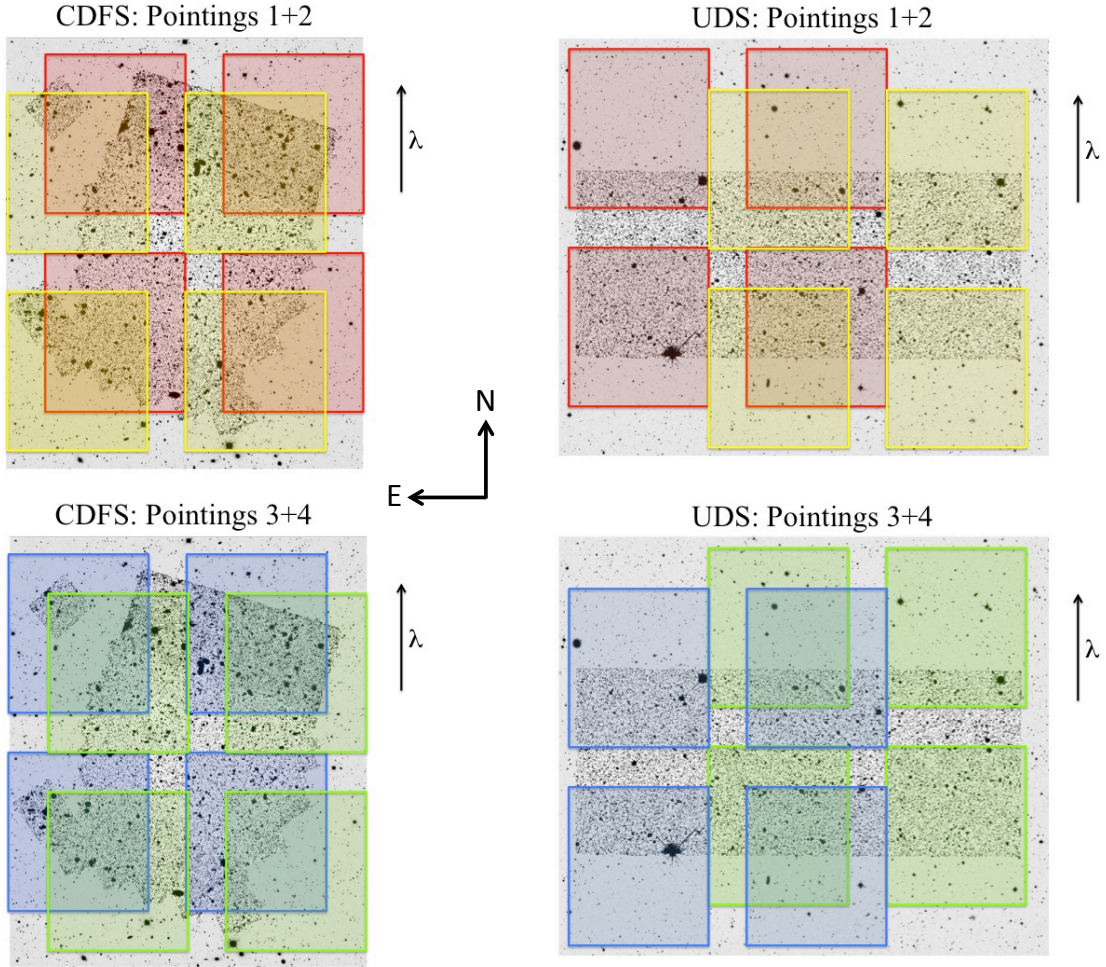 CDFS: Pointings 1+2
UDS: Pointings 1+2
λ
λ
N
E
CDFS: Pointings 3+4
UDS: Pointings 3+4
λ
λ